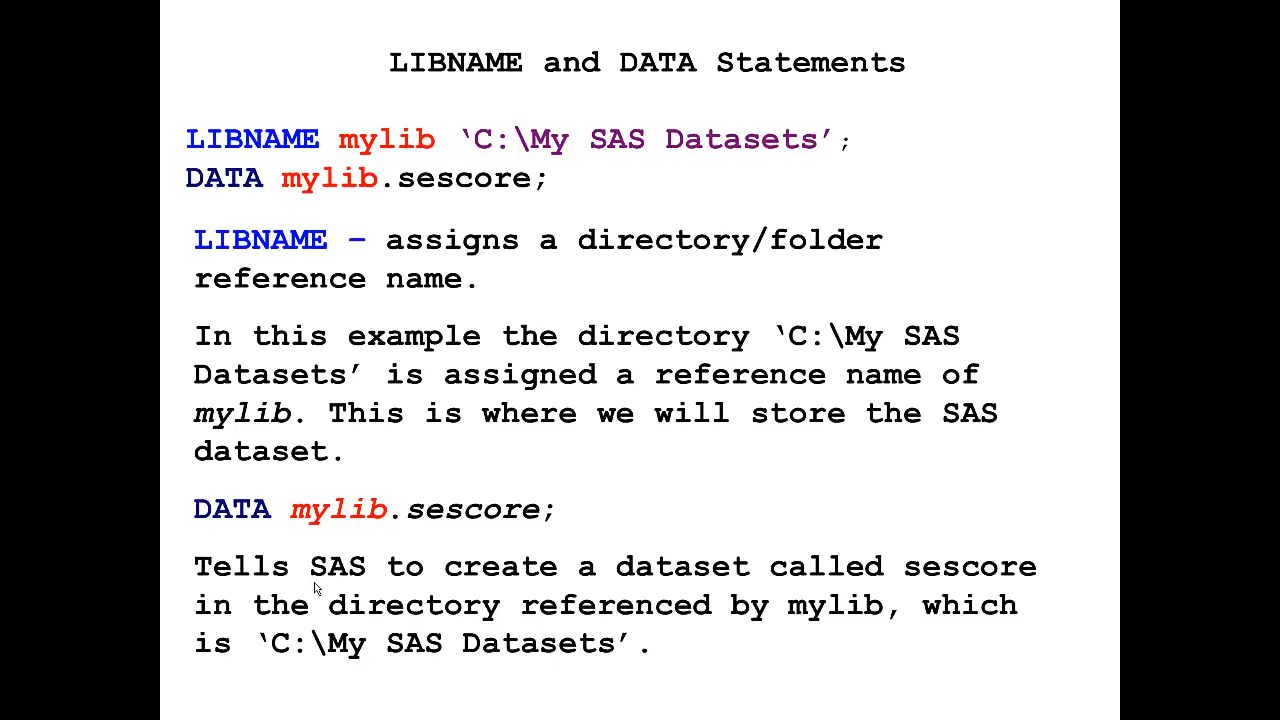 LIBNAME and DATA Statements
LIBNAME mylib ‘C:\My SAS Datasets’;
DATA mylib.sescore;
LIBNAME – assigns a directory/folder
reference name.
In this example the directory ‘C:\My SAS
Datasets’ is assigned a reference name of
mylib. This is where we will store the SAS
dataset.
DATA mylib.sescore;
Tells SAS to create a dataset called sescore
in the directory referenced by mylib, which
is ‘C:\My SAS Datasets’.